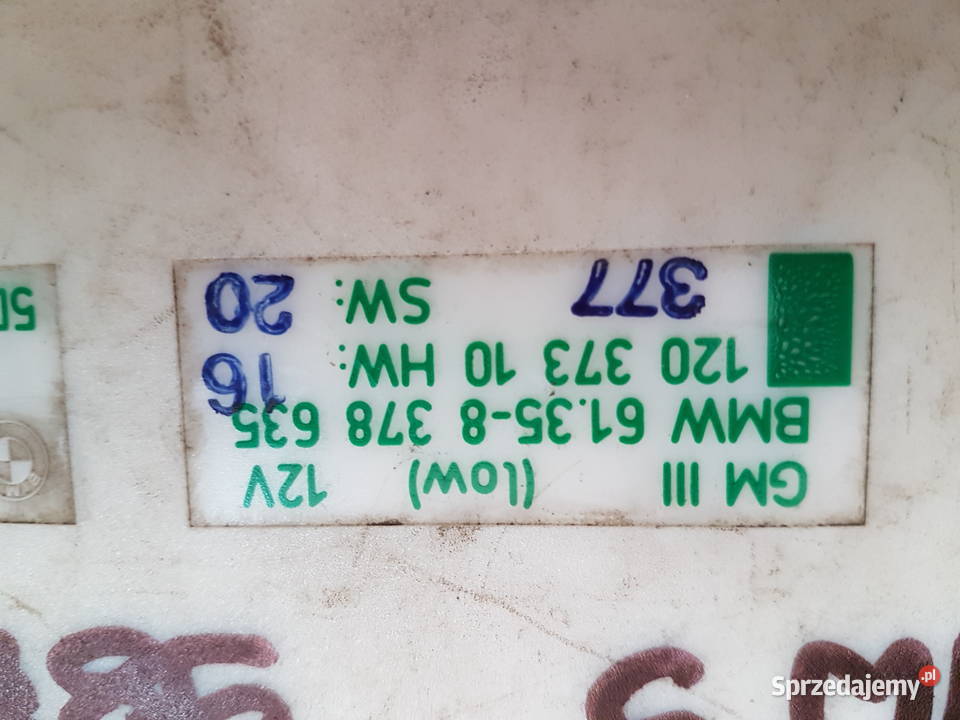 GM III (low) 12V
BMW 61.35-8 378 635
120 373 10 HW: 16
377 SW: 20
Sprzedajemy.pl